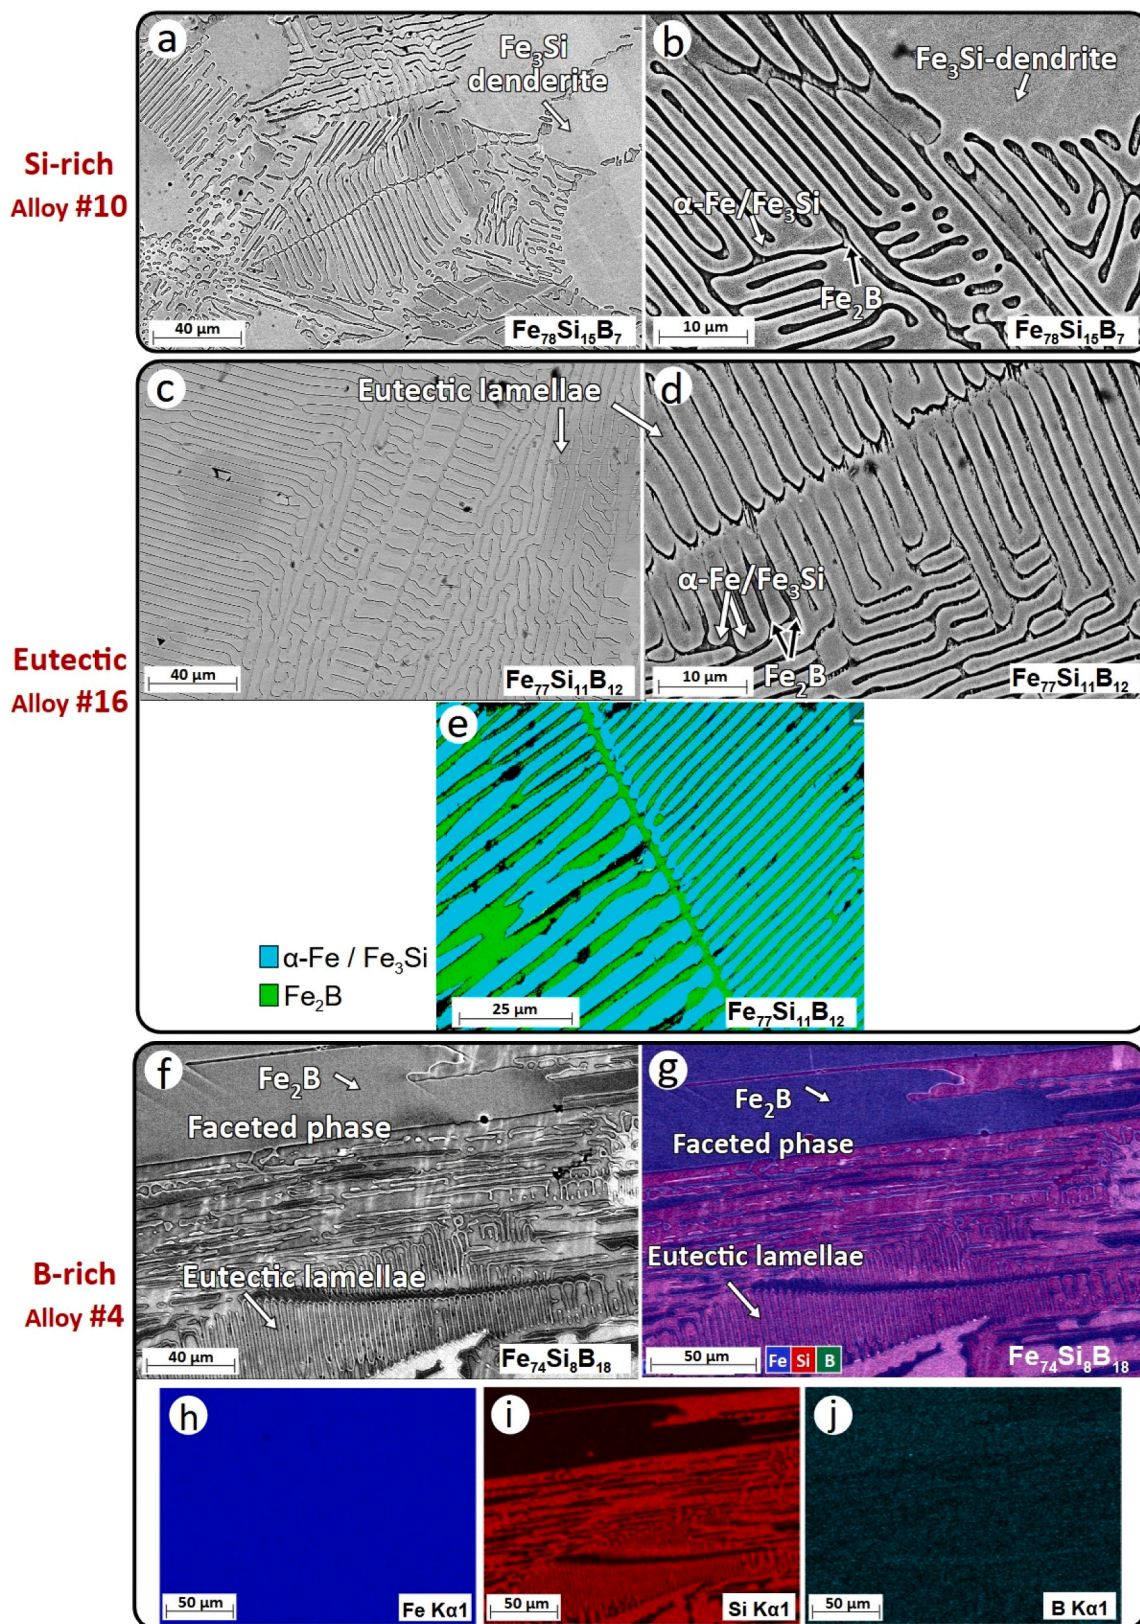 Si-rich
Alloy #10
a
Fe₃Si
denderite
40 µm
Fe₇₈Si₁₅B₇
b
Fe₃Si-dendrite
α-Fe/Fe₃Si
Fe₂B
10 µm
Fe₇₈Si₁₅B₇
Eutectic
Alloy #16
c
Eutectic lamellae
40 µm
Fe₇₇Si₁₁B₁₂
d
α-Fe/Fe₃Si
Fe₂B
10 µm
Fe₇₇Si₁₁B₁₂
e
α-Fe / Fe₃Si
Fe₂B
25 µm
Fe₇₇Si₁₁B₁₂
B-rich
Alloy #4
f
Fe₂B
Faceted phase
Eutectic lamellae
40 µm
Fe₇₄Si₈B₁₈
g
Fe₂B
Faceted phase
Eutectic lamellae
50 µm
Fe Si B
Fe₇₄Si₈B₁₈
h
50 µm
Fe Kα1
i
50 µm
Si Kα1
j
50 µm
B Kα1